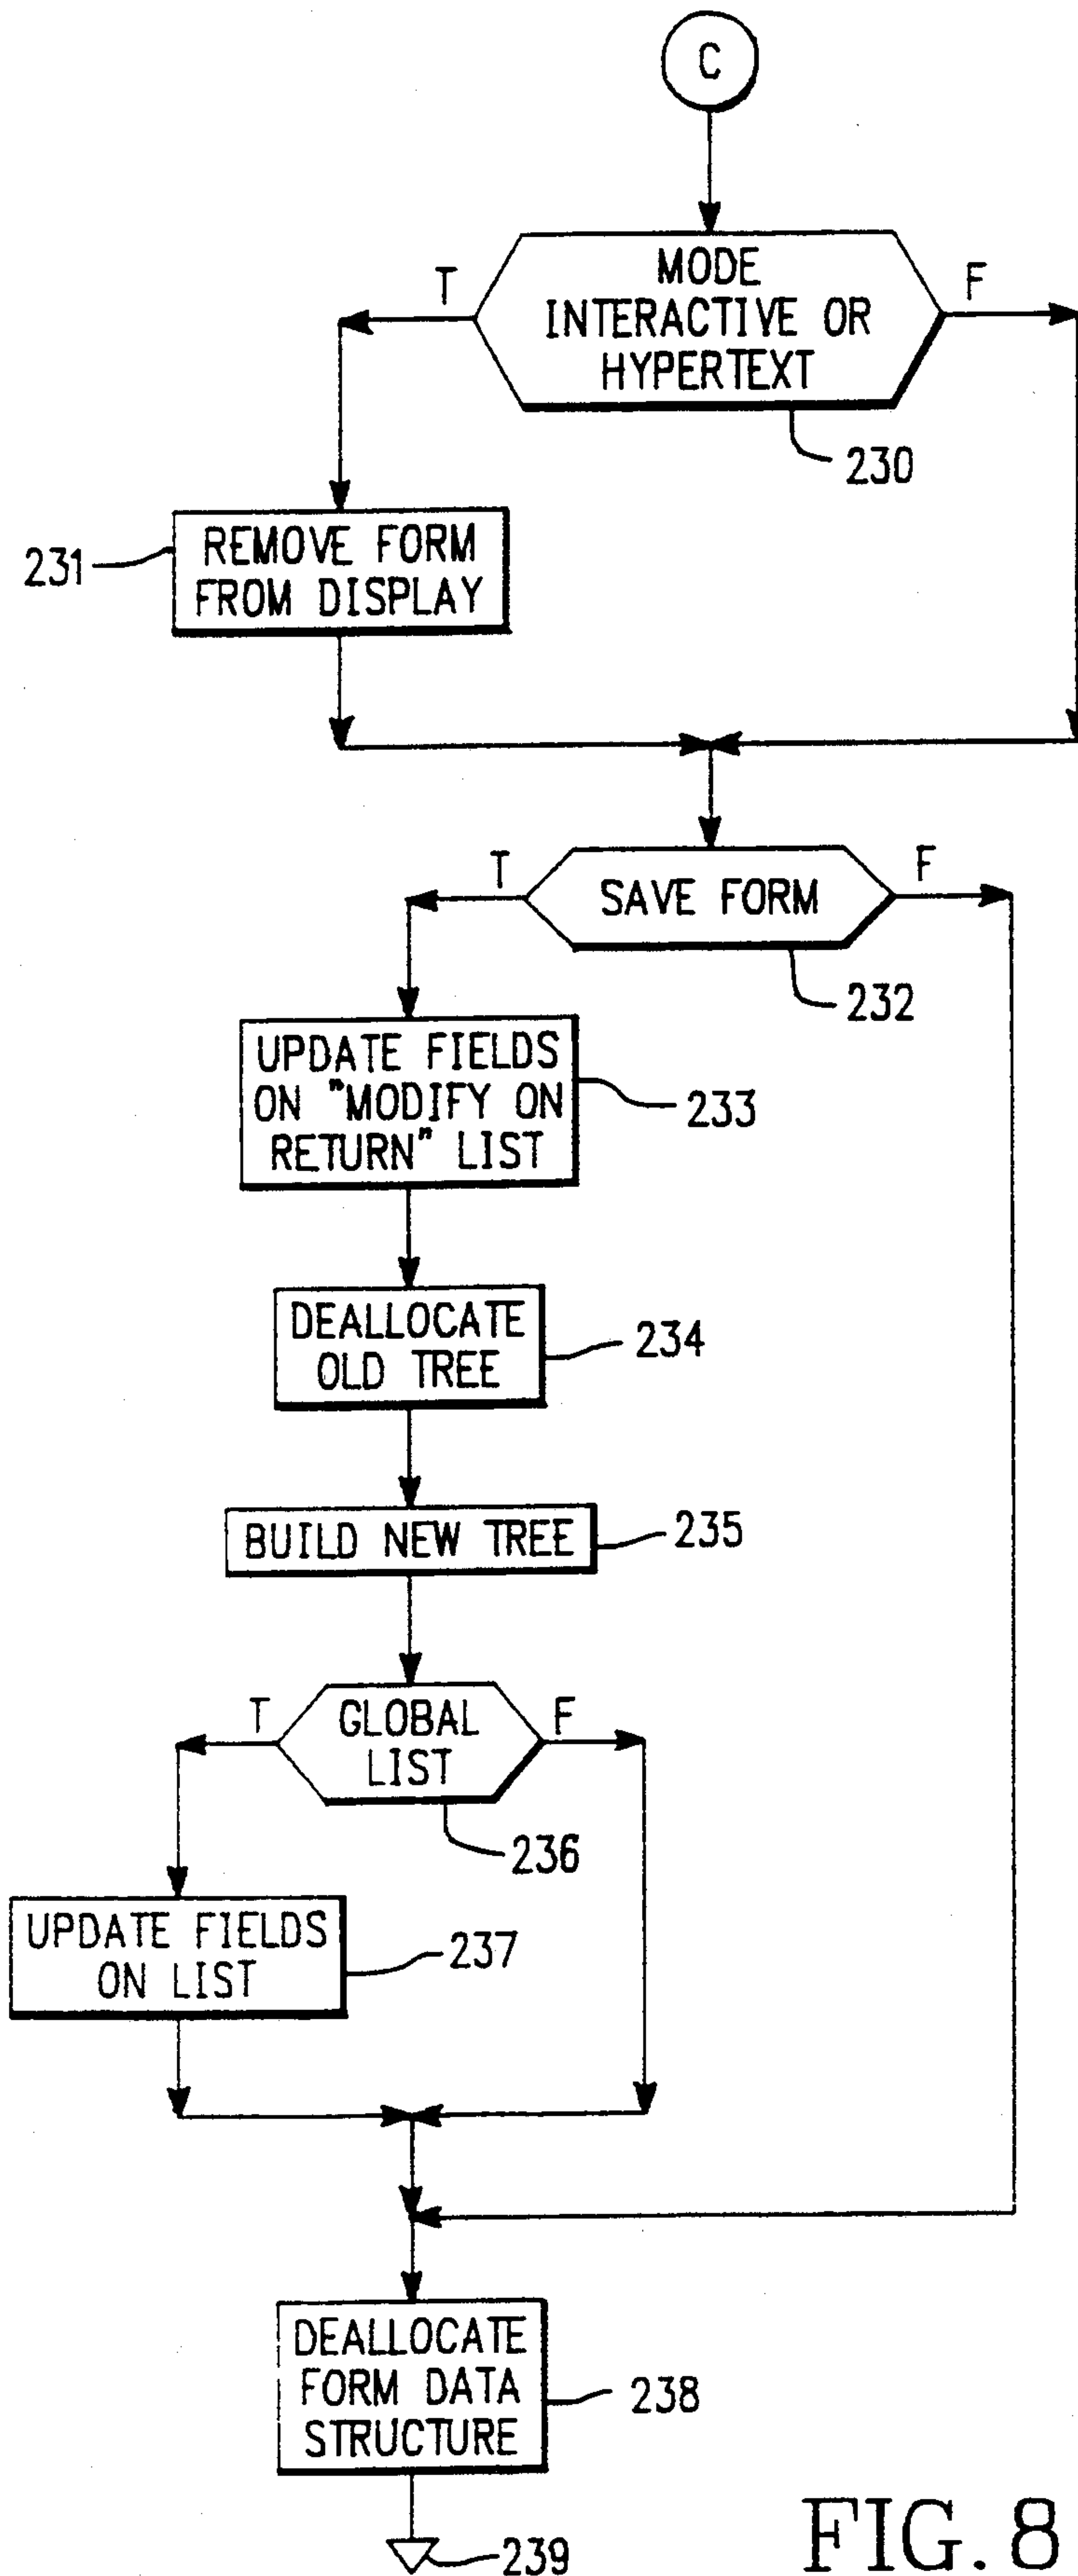 C
T
MODE
INTERACTIVE OR
HYPERTEXT
F
230
231
REMOVE FORM
FROM DISPLAY
T
SAVE FORM
F
232
UPDATE FIELDS
ON "MODIFY ON
RETURN" LIST
233
DEALLOCATE
OLD TREE
234
BUILD NEW TREE
235
T
GLOBAL
LIST
F
236
UPDATE FIELDS
ON LIST
237
DEALLOCATE
FORM DATA
STRUCTURE
238
239
FIG. 8